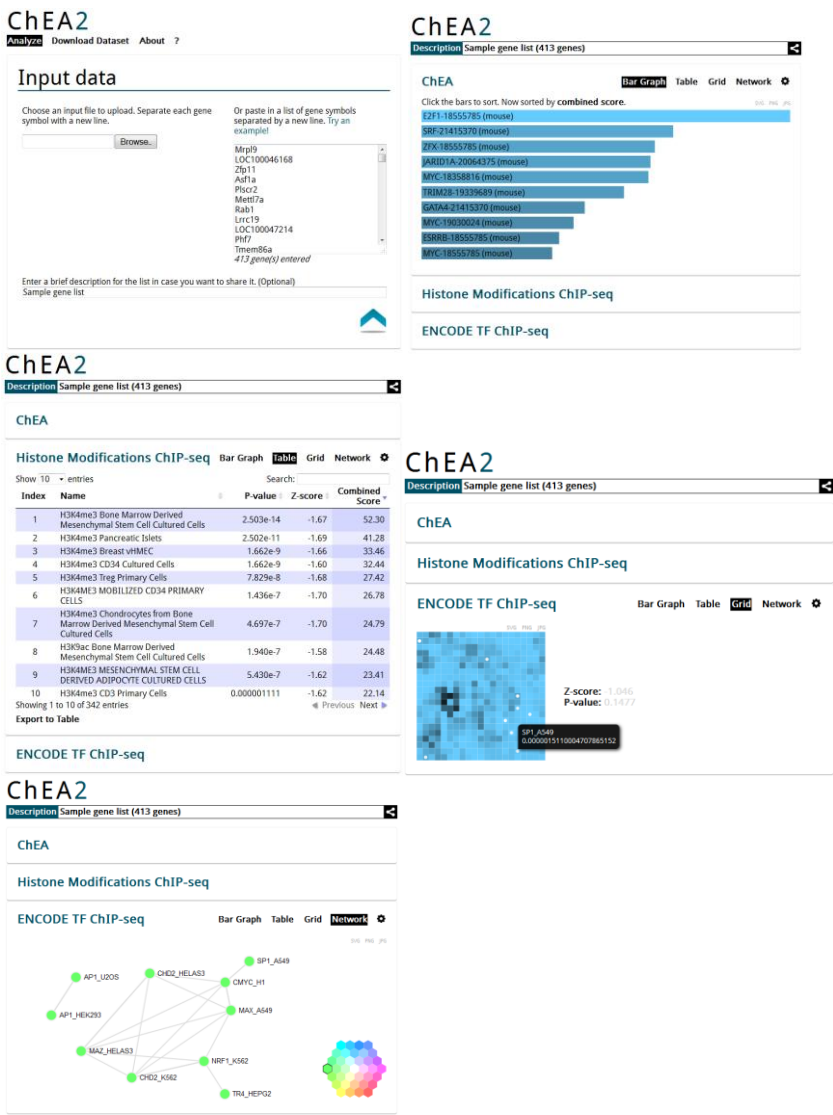 ChEA2
Analyze Download Dataset About ?
Input data
Choose an input file to upload. Separate each gene
symbol with a new line.
Browse..
Or paste in a list of gene symbols
separated by a new line. Try an
example!
Mrpl9
LOC100046168
Zfp11
Asf1a
Plscr2
Mettl7a
Rab1
Lrrc19
LOC100047214
Phf7
Tmem86a
413 gene(s) entered
Enter a brief description for the list in case you want to share it. (Optional)
Sample gene list
ChEA2
Description Sample gene list (413 genes)
ChEA Bar Graph Table Grid Network
Click the bars to sort. Now sorted by combined score.
SVG PNG JPG
E2F1-18555785 (mouse)
SRF-21415370 (mouse)
ZFX-18555785 (mouse)
JARID1A-20064375 (mouse)
MYC-18358816 (mouse)
TRIM28-19339689 (mouse)
GATA4-21415370 (mouse)
MYC-19030024 (mouse)
ESRRB-18555785 (mouse)
MYC-18555785 (mouse)
Histone Modifications ChIP-seq
ENCODE TF ChIP-seq
ChEA2
Description Sample gene list (413 genes)
ChEA
Histone Modifications ChIP-seq Bar Graph Table Grid Network
Show 10 entries Search:
Index Name P-value Z-score Combined Score
1 H3K4me3 Bone Marrow Derived Mesenchymal Stem Cell Cultured Cells 2.503e-14 -1.67 52.30
2 H3K4me3 Pancreatic Islets 2.502e-11 -1.69 41.28
3 H3K4me3 Breast vHMEC 1.662e-9 -1.66 33.46
4 H3K4me3 CD34 Cultured Cells 1.662e-9 -1.60 32.44
5 H3K4me3 Treg Primary Cells 7.829e-8 -1.68 27.42
6 H3K4ME3 MOBILIZED CD34 PRIMARY CELLS 1.436e-7 -1.70 26.78
7 H3K4me3 Chondrocytes from Bone Marrow Derived Mesenchymal Stem Cell Cultured Cells 4.697e-7 -1.70 24.79
8 H3K9ac Bone Marrow Derived Mesenchymal Stem Cell Cultured Cells 1.940e-7 -1.58 24.48
9 H3K4ME3 MESENCHYMAL STEM CELL DERIVED ADIPOCYTE CULTURED CELLS 5.430e-7 -1.62 23.41
10 H3K4me3 CD3 Primary Cells 0.000001111 -1.62 22.14
Showing 1 to 10 of 342 entries Previous Next
Export to Table
ENCODE TF ChIP-seq
ChEA2
Description Sample gene list (413 genes)
ChEA
Histone Modifications ChIP-seq
ENCODE TF ChIP-seq Bar Graph Table Grid Network
SVG PNG JPG
Z-score: -1.046
P-value: 0.1477
SP1_A549
0.0000015110004707865152
ChEA2
Description Sample gene list (413 genes)
ChEA
Histone Modifications ChIP-seq
ENCODE TF ChIP-seq Bar Graph Table Grid Network
SVG PNG JPG
SP1_A549
AP1_U2OS
CHD2_HELAS3
CMYC_H1
MAX_A549
AP1_HEK293
MAZ_HELAS3
NRF1_K562
CHD2_K562
TR4_HEPG2